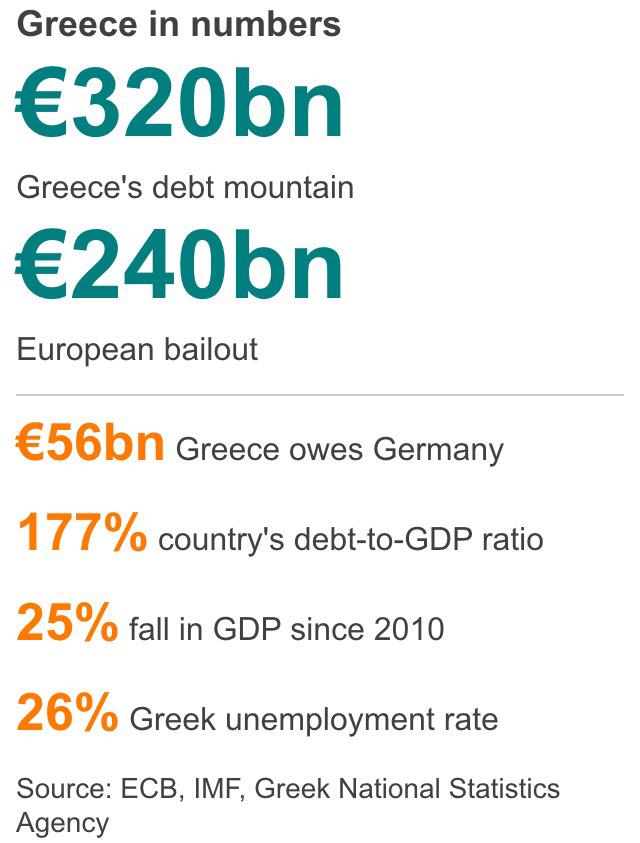 Greece in numbers
€320bn
Greece's debt mountain
€240bn
European bailout
€56bn Greece owes Germany
177% country's debt-to-GDP ratio
25% fall in GDP since 2010
26% Greek unemployment rate
Source: ECB, IMF, Greek National Statistics
Agency